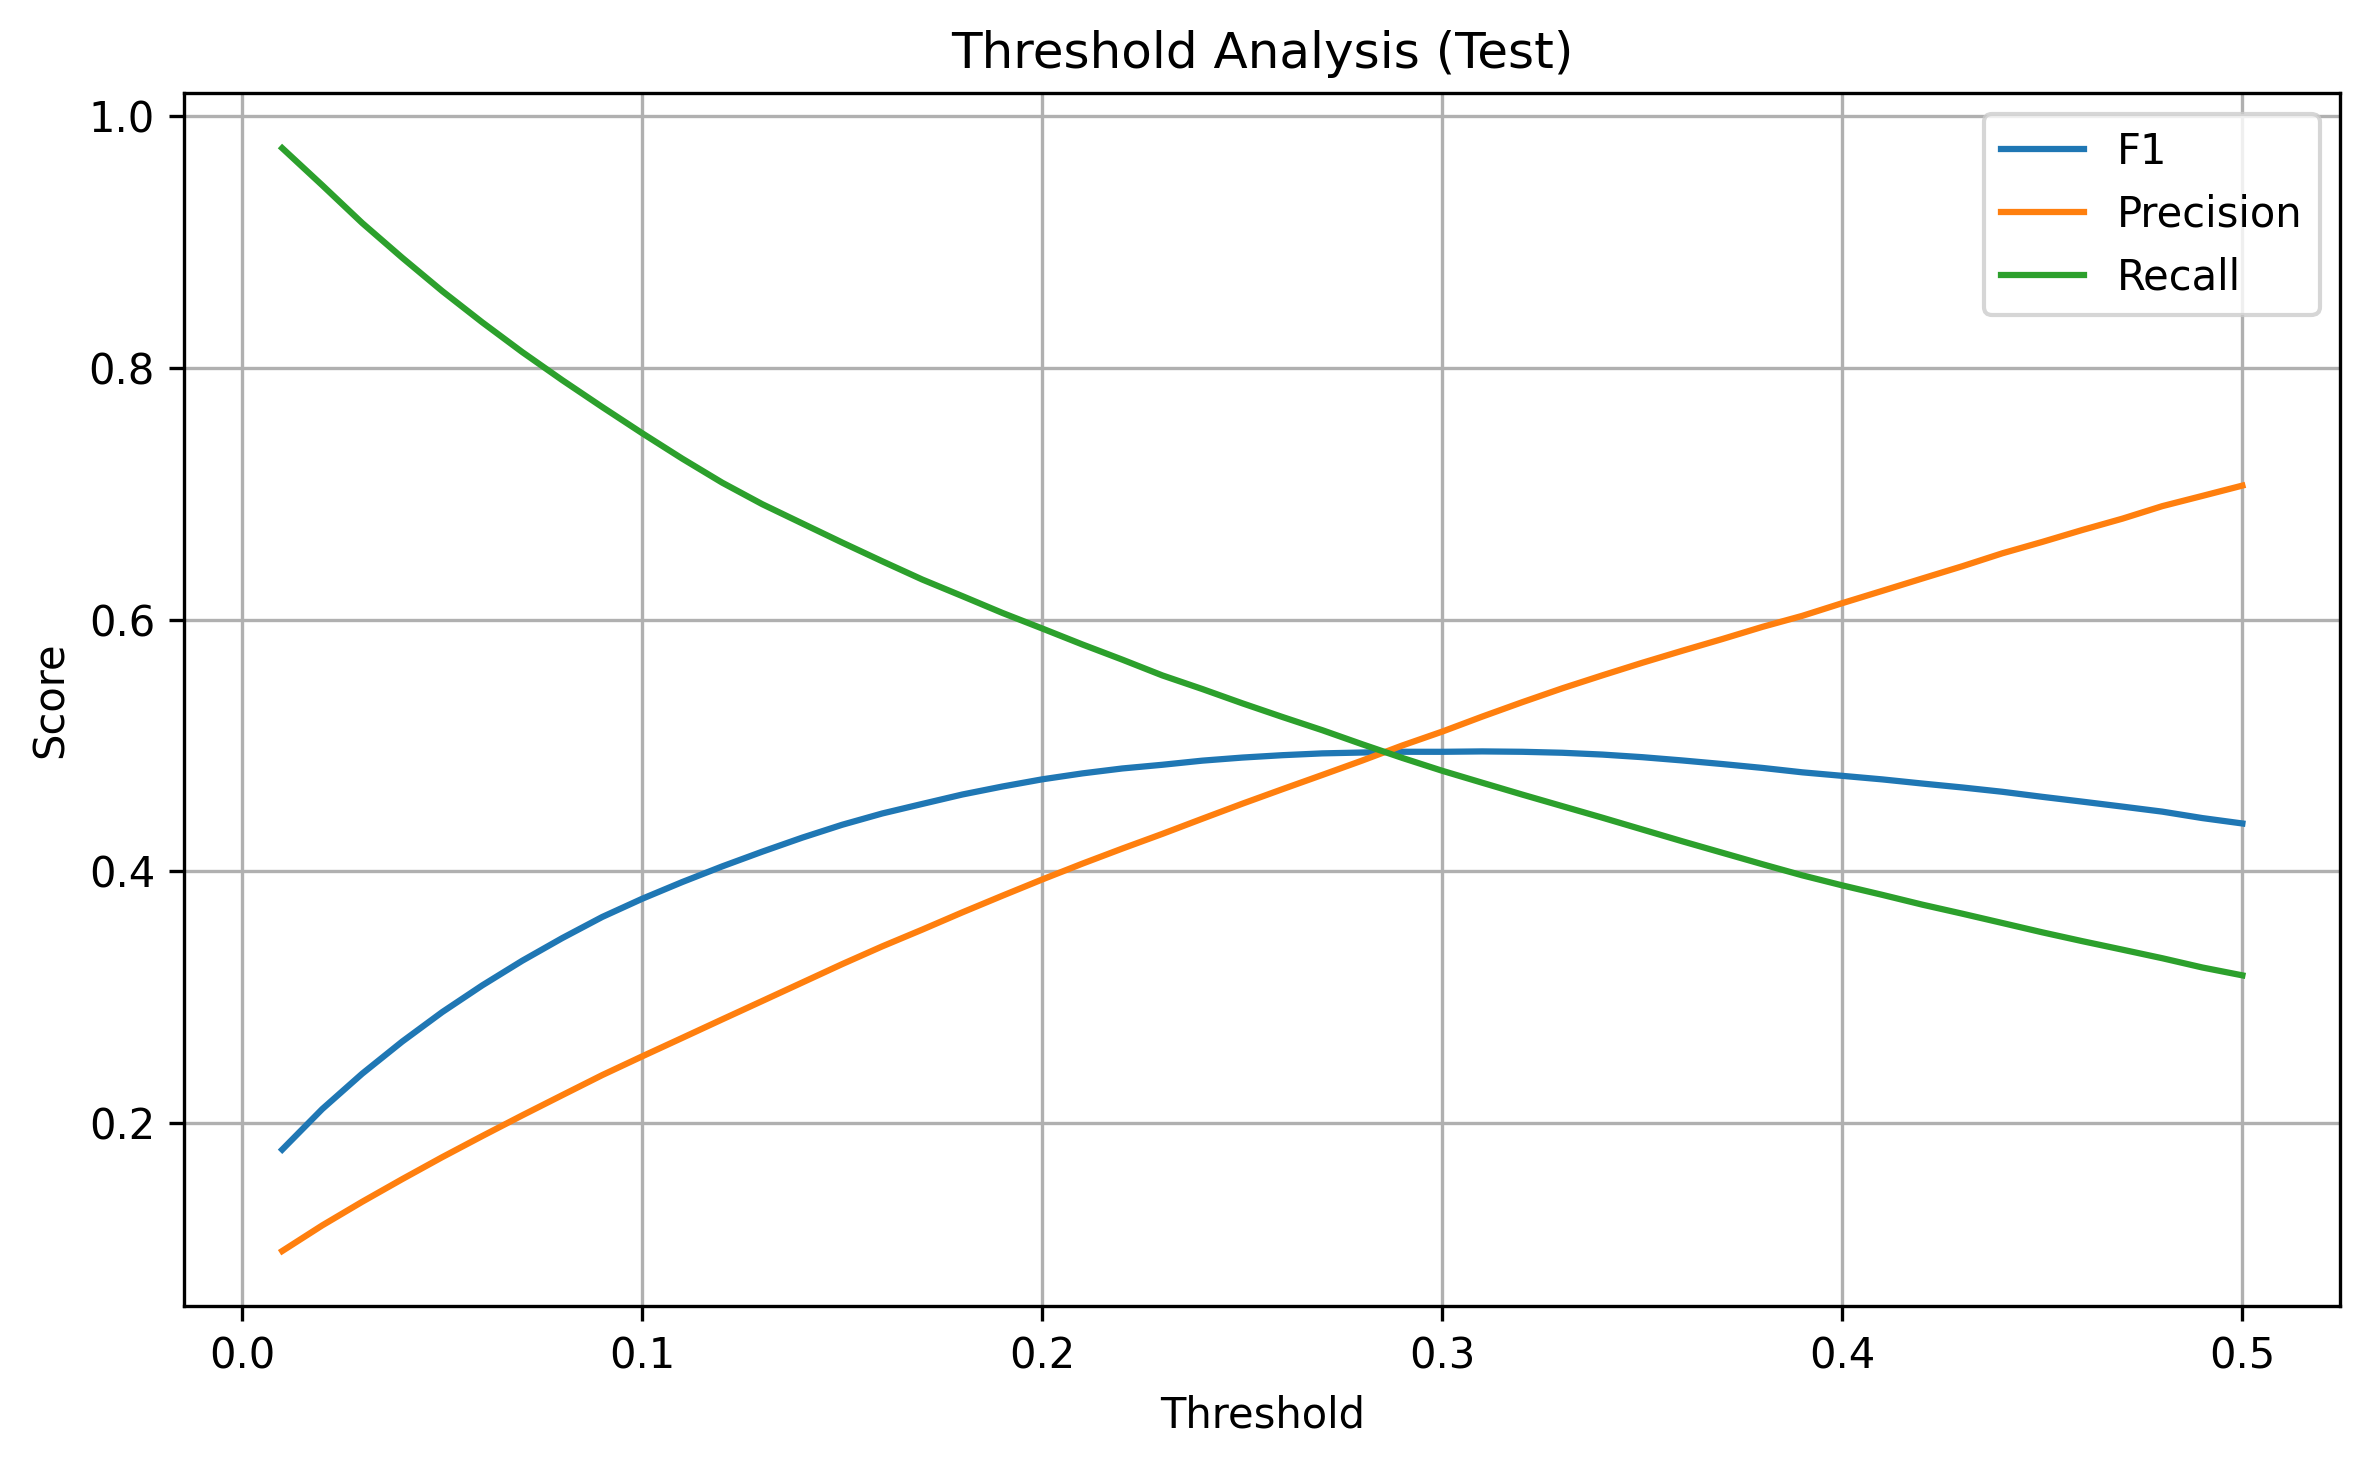 Threshold Analysis (Test)
1.0
0.8
0.6
0.4
0.2
Score
F1
Precision
Recall
0.0 0.1 0.2 0.3 0.4 0.5
Threshold